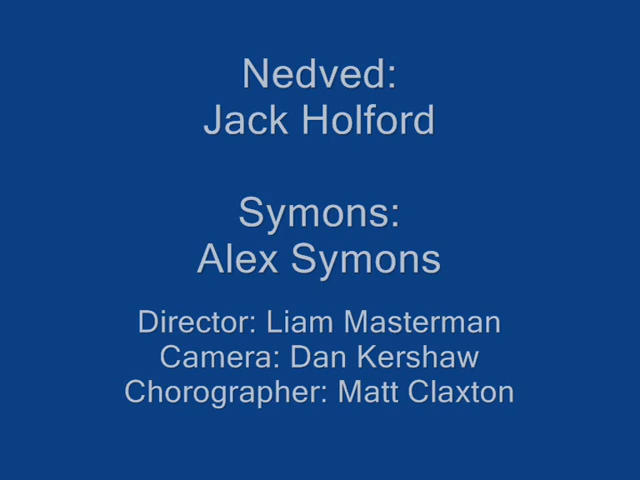 Nedved:
Jack Holford
Symons:
Alex Symons
Director: Liam Masterman
Camera: Dan Kershaw
Chorographer: Matt Claxton